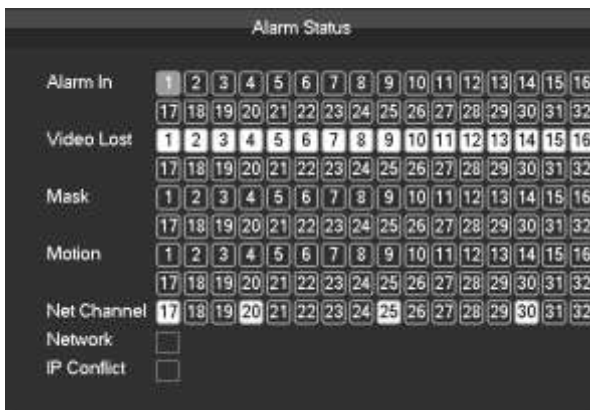 Alarm Status
Alarm In 1 2 3 4 5 6 7 8 9 10 11 12 13 14 15 16
17 18 19 20 21 22 23 24 25 26 27 28 29 30 31 32
Video Lost 1 2 3 4 5 6 7 8 9 10 11 12 13 14 15 16
17 18 19 20 21 22 23 24 25 26 27 28 29 30 31 32
Mask 1 2 3 4 5 6 7 8 9 10 11 12 13 14 15 16
17 18 19 20 21 22 23 24 25 26 27 28 29 30 31 32
Motion 1 2 3 4 5 6 7 8 9 10 11 12 13 14 15 16
17 18 19 20 21 22 23 24 25 26 27 28 29 30 31 32
Net Channel 17 18 19 20 21 22 23 24 25 26 27 28 29 30 31 32
Network
IP Conflict